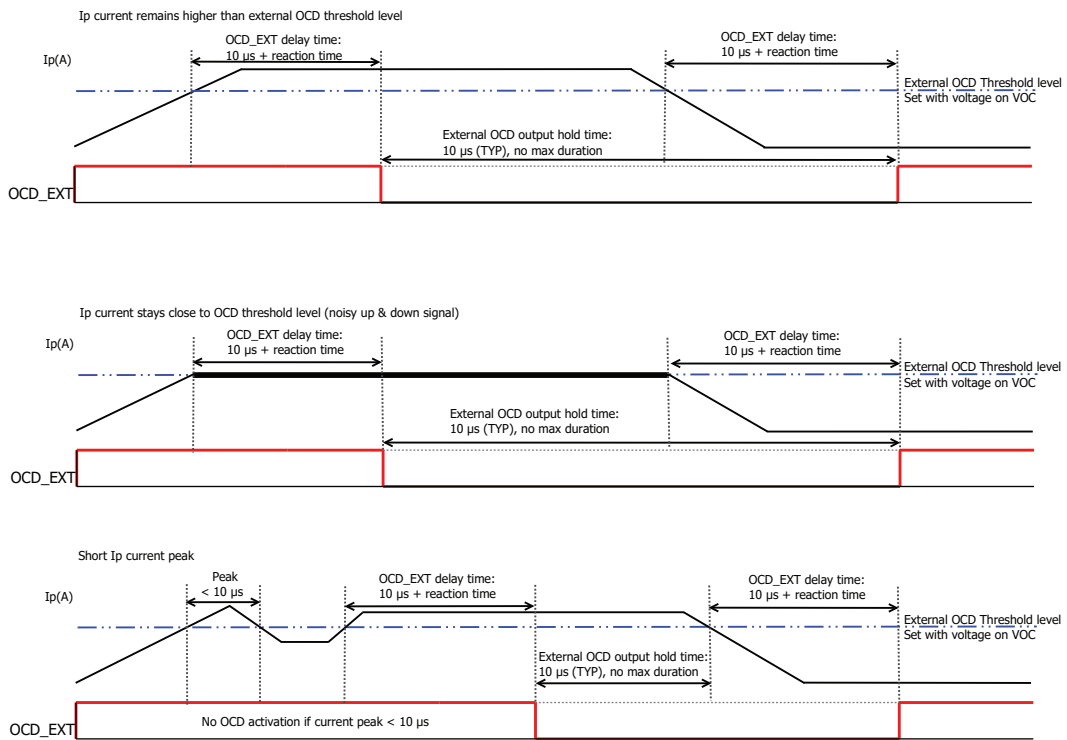 Ip current remains higher than external OCD threshold level
OCD_EXT delay time:
10 µs + reaction time
OCD_EXT delay time:
10 µs + reaction time
Ip(A)
External OCD Threshold level
Set with voltage on VOC
External OCD output hold time:
10 µs (TYP), no max duration
OCD_EXT
Ip current stays close to OCD threshold level (noisy up & down signal)
OCD_EXT delay time:
10 µs + reaction time
OCD_EXT delay time:
10 µs + reaction time
Ip(A)
External OCD Threshold level
Set with voltage on VOC
External OCD output hold time:
10 µs (TYP), no max duration
OCD_EXT
Short Ip current peak
Peak
< 10 µs
OCD_EXT delay time:
10 µs + reaction time
OCD_EXT delay time:
10 µs + reaction time
Ip(A)
External OCD Threshold level
Set with voltage on VOC
External OCD output hold time:
10 µs (TYP), no max duration
No OCD activation if current peak < 10 µs
OCD_EXT